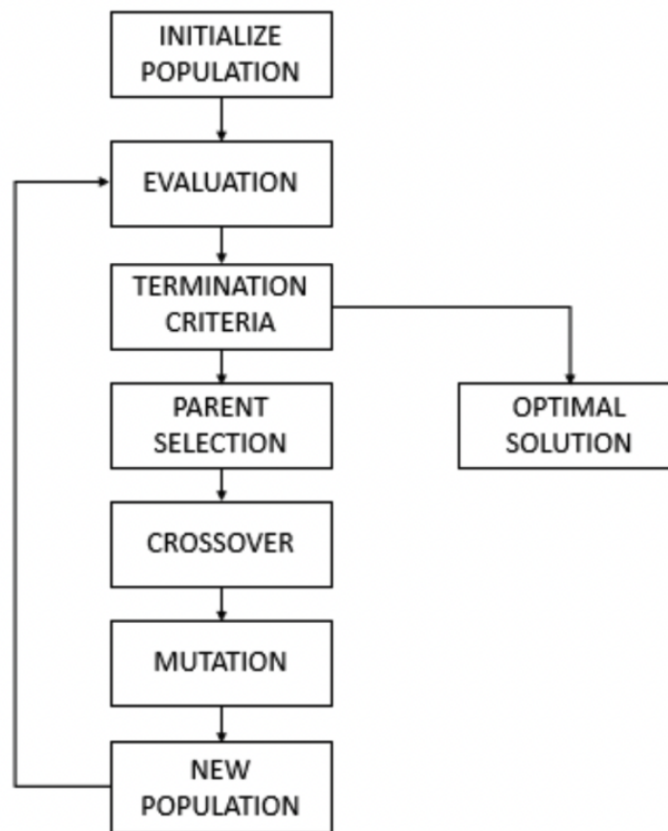 INITIALIZE
POPULATION
EVALUATION
TERMINATION
CRITERIA
PARENT
SELECTION
OPTIMAL
SOLUTION
CROSSOVER
MUTATION
NEW
POPULATION